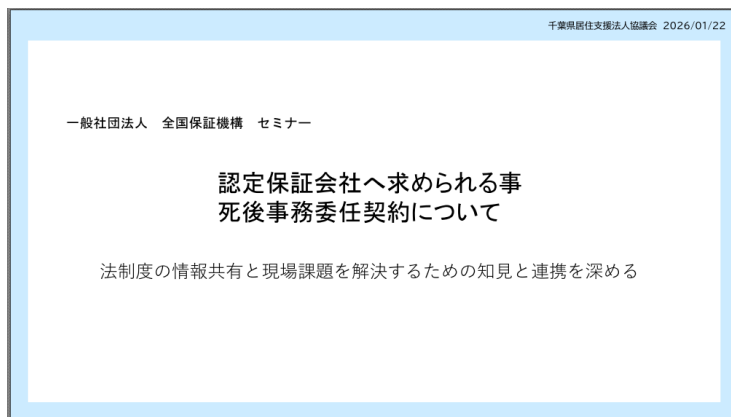 千葉県居住支援法人協議会 2026/01/22
一般社団法人　全国保証機構　セミナー
認定保証会社へ求められる事
死後事務委任契約について
法制度の情報共有と現場課題を解決するための知見と連携を深める